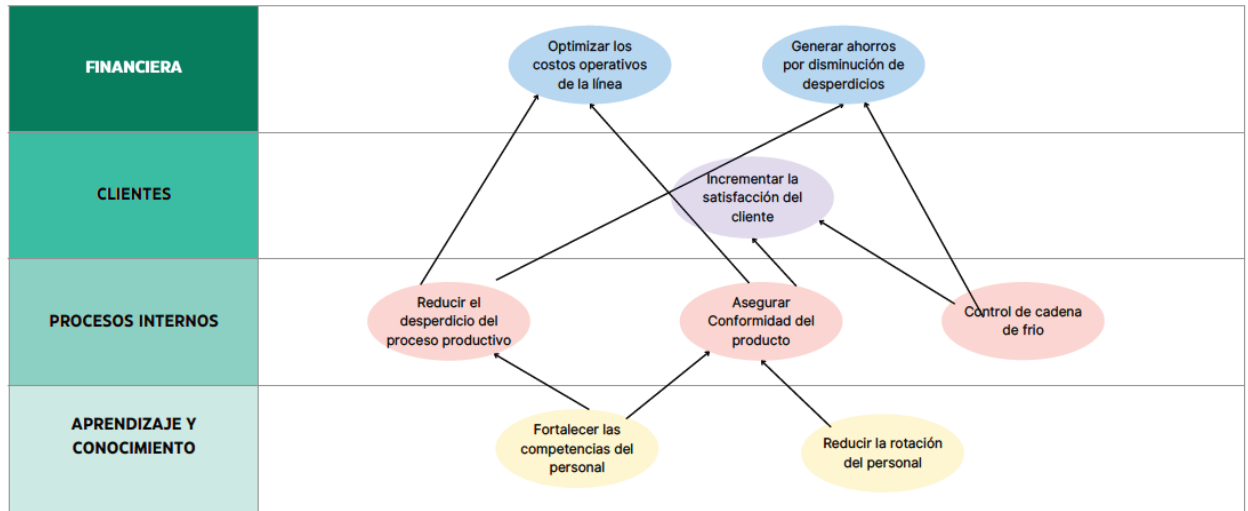 FINANCIERA
Optimizar los
costos operativos
de la línea
Generar ahorros
por disminución de
desperdicios
CLIENTES
Incrementar la
satisfacción del
cliente
PROCESOS INTERNOS
Reducir el
desperdicio del
proceso productivo
Asegurar
Conformidad del
producto
Control de cadena
de frio
APRENDIZAJE Y
CONOCIMIENTO
Fortalecer las
competencias del
personal
Reducir la rotación
del personal